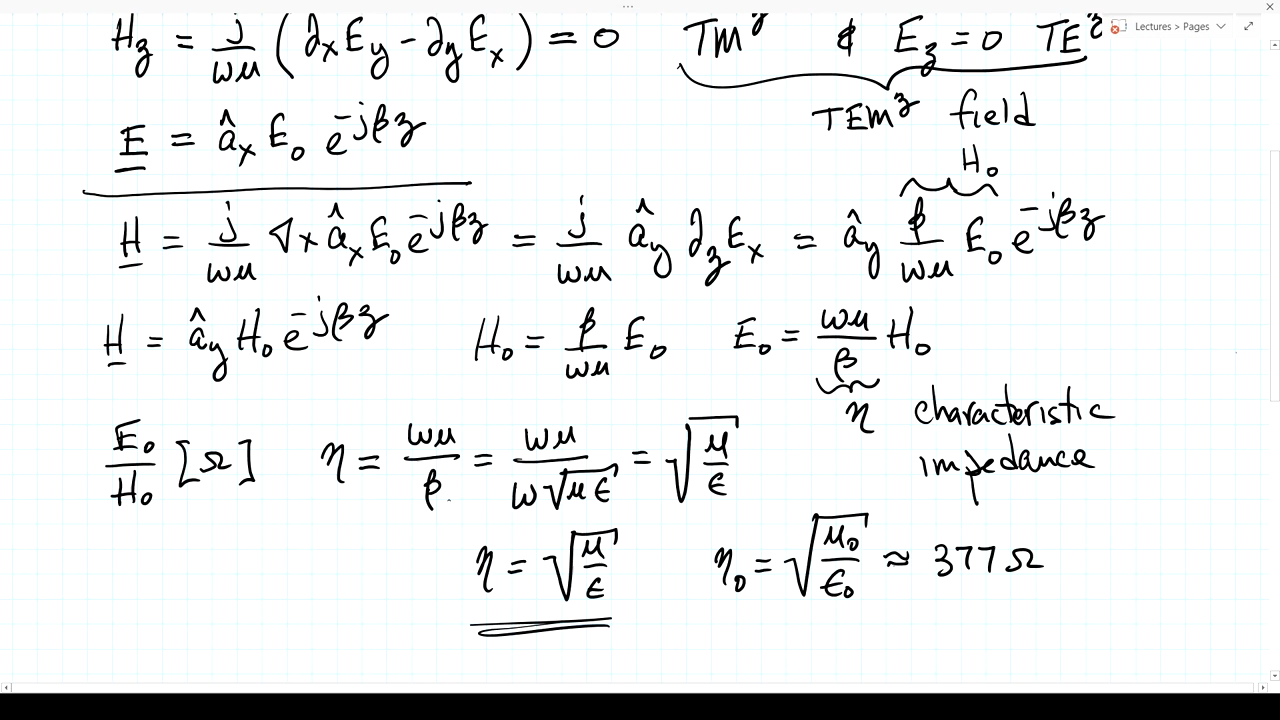 Lectures > Pages
H_z = j/ωμ (∂_x E_y - ∂_y E_x) = 0 TM^z & E_z = 0 TE^z
TEM^z field
E = â_x E_0 e^{-jβz}
H_0
H = j/ωμ ∇ × â_x E_0 e^{-jβz} = j/ωμ â_y ∂_z E_x = â_y β/ωμ E_0 e^{-jβz}
H = â_y H_0 e^{-jβz} H_0 = β/ωμ E_0 E_0 = ωμ/β H_0
η characteristic
impedance
E_0/H_0 [Ω] η = ωμ/β = ωμ/ω√με = √μ/ε
η = √μ/ε η_0 = √μ_0/ε_0 ≈ 377 Ω